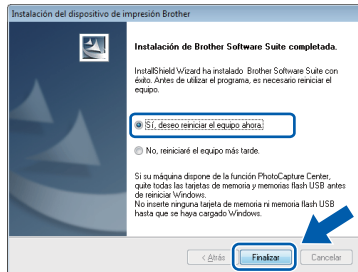 Instalación del dispositivo de impresión Brother
Instalación de Brother Software Suite completada.
InstallShield Wizard ha instalado Brother Software Suite con
éxito. Antes de utilizar el programa, es necesario reiniciar el
equipo.
Sí, deseo reiniciar el equipo ahora.
No, reiniciaré el equipo más tarde.
Si su máquina dispone de la función PhotoCapture Center,
quite todas las tarjetas de memoria y memorias flash USB antes
de reiniciar Windows.
No inserte ninguna tarjeta de memoria ni memoria flash USB
hasta que se haya cargado Windows.
< Atrás Finalizar Cancelar